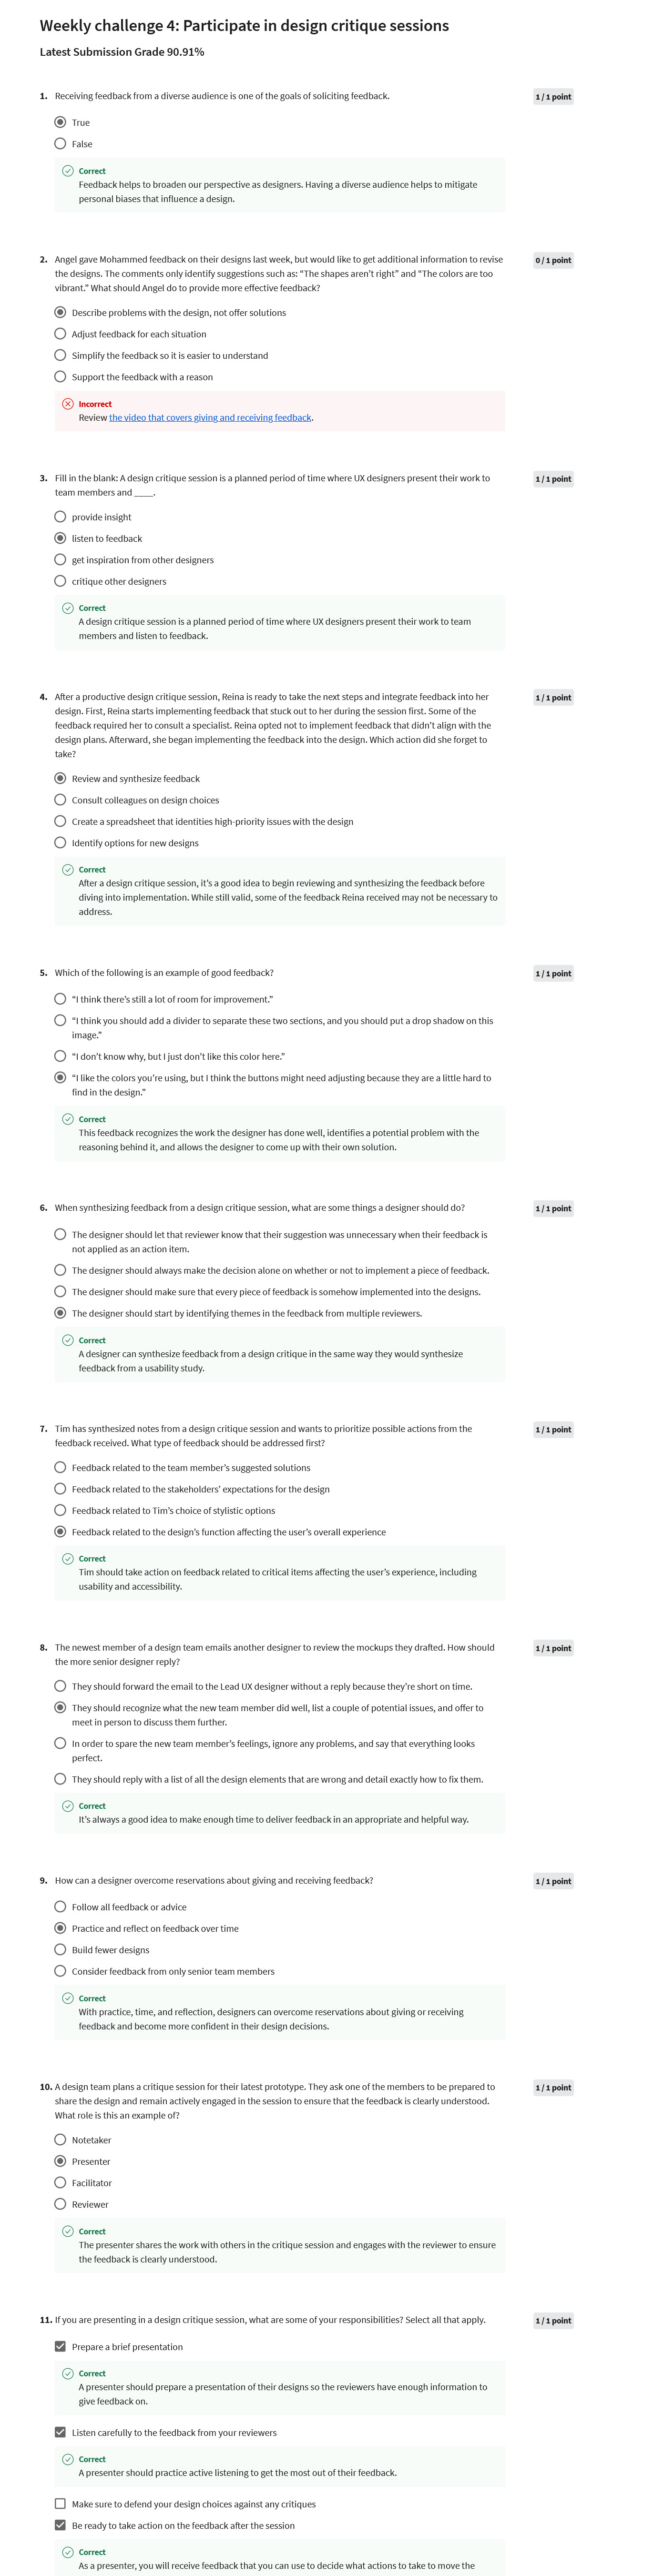 Weekly challenge 4: Participate in design critique sessions
Latest Submission Grade 90.91%
1. Receiving feedback from a diverse audience is one of the goals of soliciting feedback.
1 / 1 point
True
False
Correct
Feedback helps to broaden our perspective as designers. Having a diverse audience helps to mitigate
personal biases that influence a design.
2. Angel gave Mohammed feedback on their designs last week, but would like to get additional information to revise
the designs. The comments only identify suggestions such as: “The shapes aren’t right” and “The colors are too
vibrant.” What should Angel do to provide more effective feedback?
0 / 1 point
Describe problems with the design, not offer solutions
Adjust feedback for each situation
Simplify the feedback so it is easier to understand
Support the feedback with a reason
Incorrect
Review the video that covers giving and receiving feedback.
3. Fill in the blank: A design critique session is a planned period of time where UX designers present their work to
team members and ____.
1 / 1 point
provide insight
listen to feedback
get inspiration from other designers
critique other designers
Correct
A design critique session is a planned period of time where UX designers present their work to team
members and listen to feedback.
4. After a productive design critique session, Reina is ready to take the next steps and integrate feedback into her
design. First, Reina starts implementing feedback that stuck out to her during the session first. Some of the
feedback required her to consult a specialist. Reina opted not to implement feedback that didn’t align with the
design plans. Afterward, she began implementing the feedback into the design. Which action did she forget to
take?
1 / 1 point
Review and synthesize feedback
Consult colleagues on design choices
Create a spreadsheet that identities high-priority issues with the design
Identify options for new designs
Correct
After a design critique session, it’s a good idea to begin reviewing and synthesizing the feedback before
diving into implementation. While still valid, some of the feedback Reina received may not be necessary to
address.
5. Which of the following is an example of good feedback?
1 / 1 point
“I think there’s still a lot of room for improvement.”
“I think you should add a divider to separate these two sections, and you should put a drop shadow on this
image.”
“I don’t know why, but I just don’t like this color here.”
“I like the colors you’re using, but I think the buttons might need adjusting because they are a little hard to
find in the design.”
Correct
This feedback recognizes the work the designer has done well, identifies a potential problem with the
reasoning behind it, and allows the designer to come up with their own solution.
6. When synthesizing feedback from a design critique session, what are some things a designer should do?
1 / 1 point
The designer should let that reviewer know that their suggestion was unnecessary when their feedback is
not applied as an action item.
The designer should always make the decision alone on whether or not to implement a piece of feedback.
The designer should make sure that every piece of feedback is somehow implemented into the designs.
The designer should start by identifying themes in the feedback from multiple reviewers.
Correct
A designer can synthesize feedback from a design critique in the same way they would synthesize
feedback from a usability study.
7. Tim has synthesized notes from a design critique session and wants to prioritize possible actions from the
feedback received. What type of feedback should be addressed first?
1 / 1 point
Feedback related to the team member’s suggested solutions
Feedback related to the stakeholders’ expectations for the design
Feedback related to Tim’s choice of stylistic options
Feedback related to the design’s function affecting the user’s overall experience
Correct
Tim should take action on feedback related to critical items affecting the user’s experience, including
usability and accessibility.
8. The newest member of a design team emails another designer to review the mockups they drafted. How should
the more senior designer reply?
1 / 1 point
They should forward the email to the Lead UX designer without a reply because they’re short on time.
They should recognize what the new team member did well, list a couple of potential issues, and offer to
meet in person to discuss them further.
In order to spare the new team member’s feelings, ignore any problems, and say that everything looks
perfect.
They should reply with a list of all the design elements that are wrong and detail exactly how to fix them.
Correct
It’s always a good idea to make enough time to deliver feedback in an appropriate and helpful way.
9. How can a designer overcome reservations about giving and receiving feedback?
1 / 1 point
Follow all feedback or advice
Practice and reflect on feedback over time
Build fewer designs
Consider feedback from only senior team members
Correct
With practice, time, and reflection, designers can overcome reservations about giving or receiving
feedback and become more confident in their design decisions.
10. A design team plans a critique session for their latest prototype. They ask one of the members to be prepared to
share the design and remain actively engaged in the session to ensure that the feedback is clearly understood.
What role is this an example of?
1 / 1 point
Notetaker
Presenter
Facilitator
Reviewer
Correct
The presenter shares the work with others in the critique session and engages with the reviewer to ensure
the feedback is clearly understood.
11. If you are presenting in a design critique session, what are some of your responsibilities? Select all that apply.
1 / 1 point
Prepare a brief presentation
Correct
A presenter should prepare a presentation of their designs so the reviewers have enough information to
give feedback on.
Listen carefully to the feedback from your reviewers
Correct
A presenter should practice active listening to get the most out of their feedback.
Make sure to defend your design choices against any critiques
Be ready to take action on the feedback after the session
Correct
As a presenter, you will receive feedback that you can use to decide what actions to take to move the